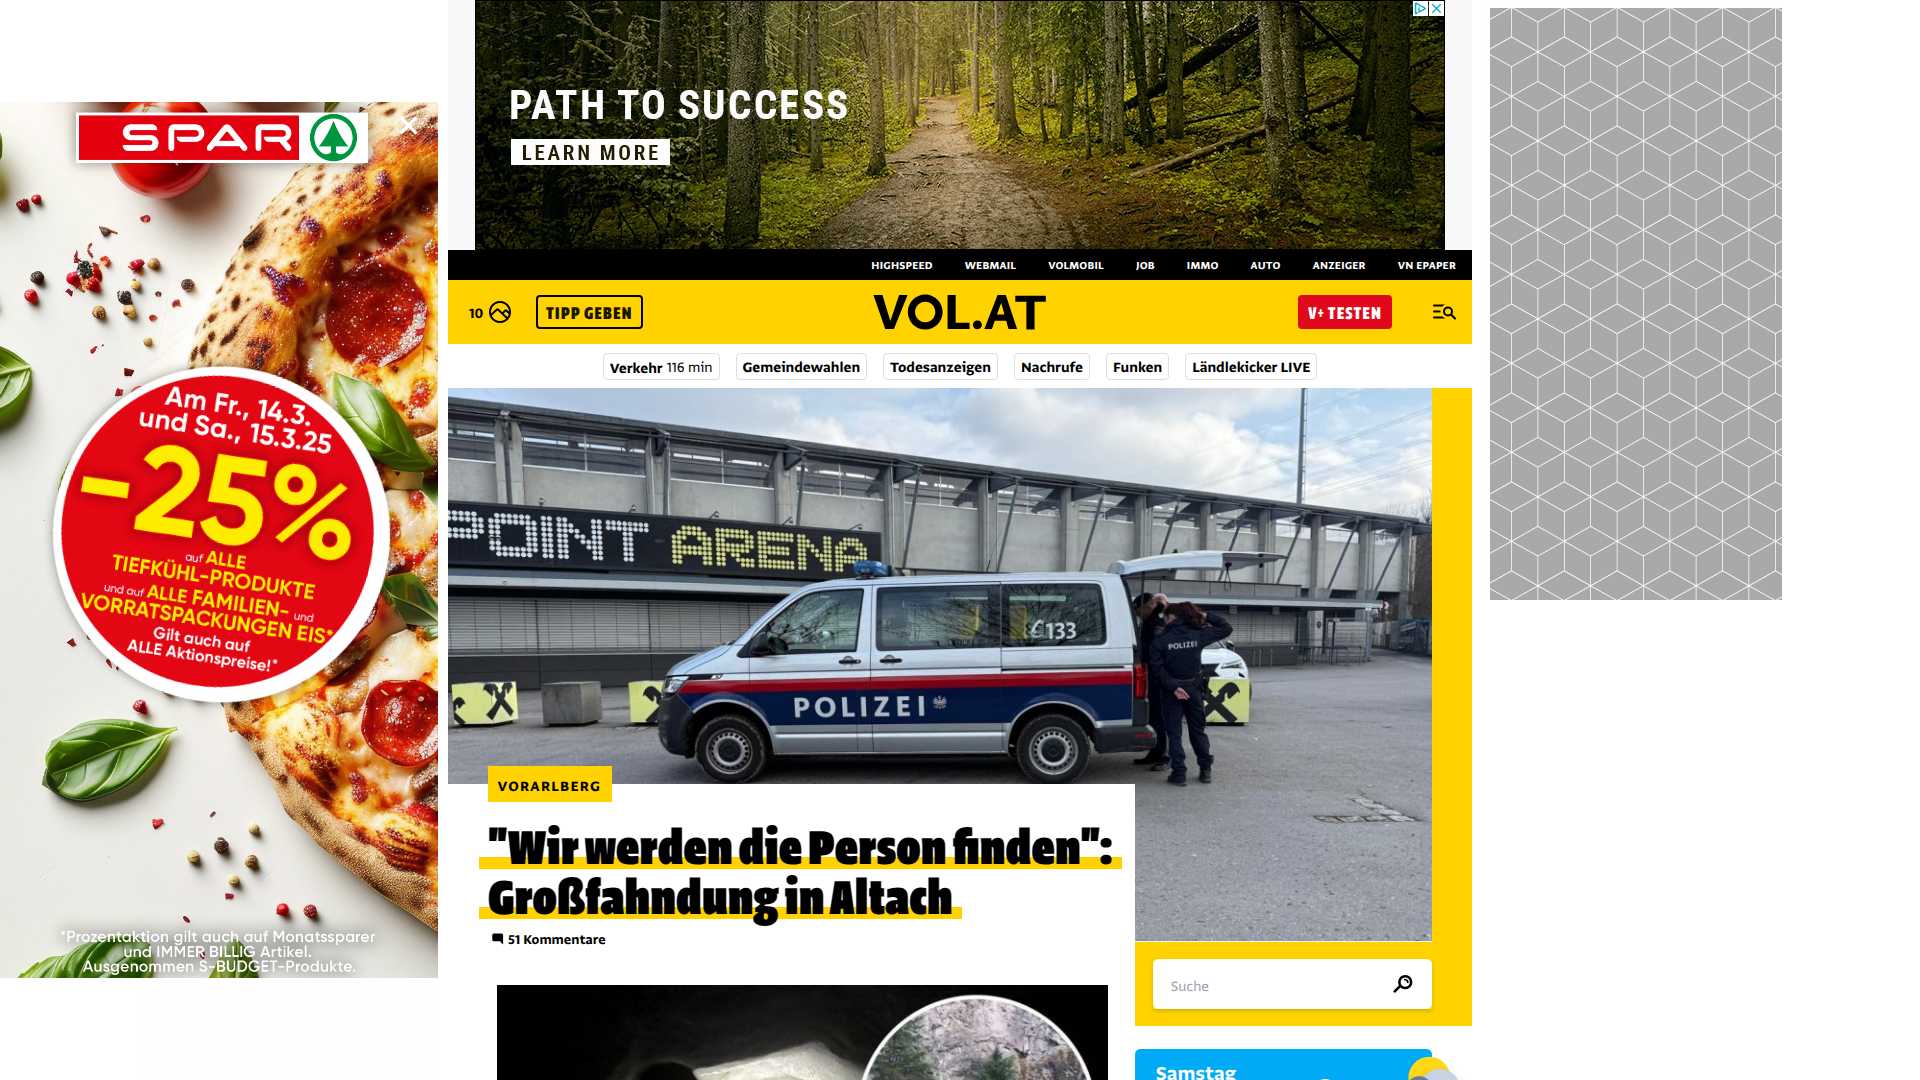 SPAR
Am Fr., 14.3.
und Sa., 15.3.25
-25%
auf ALLE
TIEFKÜHL-PRODUKTE
und auf ALLE FAMILIEN- und
VORRATSPACKUNGEN EIS*
Gilt auch auf
ALLE Aktionspreise!*
*Prozentaktion gilt auch auf Monatssparer
und IMMER BILLIG Artikel.
Ausgenommen S-BUDGET-Produkte.
PATH TO SUCCESS
LEARN MORE
HIGHSPEED WEBMAIL VOLMOBIL JOB IMMO AUTO ANZEIGER VN EPAPER
10 TIPP GEBEN VOL.AT V+ TESTEN
Verkehr 116 min Gemeindewahlen Todesanzeigen Nachrufe Funken Ländlekicker LIVE
POINT ARENA
133
POLIZEI
POLIZEI
VORARLBERG
"Wir werden die Person finden":
Großfahndung in Altach
51 Kommentare
Suche
Samstag